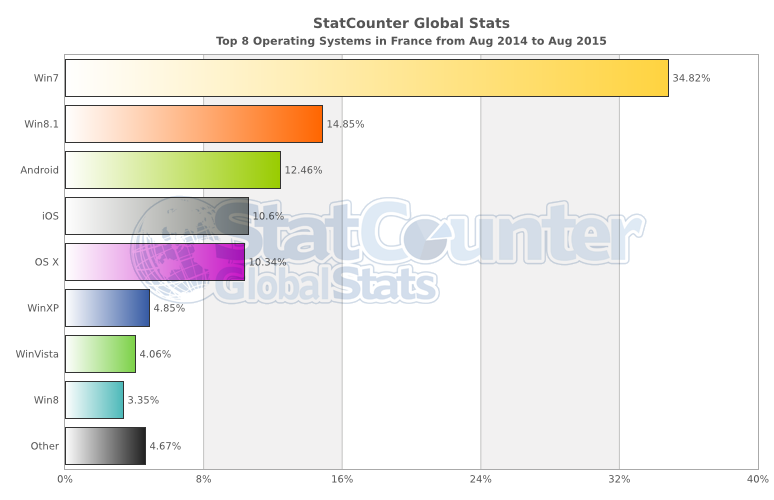 StatCounter Global Stats
Top 8 Operating Systems in France from Aug 2014 to Aug 2015
Win7 34.82%
Win8.1 14.85%
Android 12.46%
iOS 10.6%
StatCounter
OS X 10.34%
GlobalStats
WinXP 4.85%
WinVista 4.06%
Win8 3.35%
Other 4.67%
0% 8% 16% 24% 32% 40%